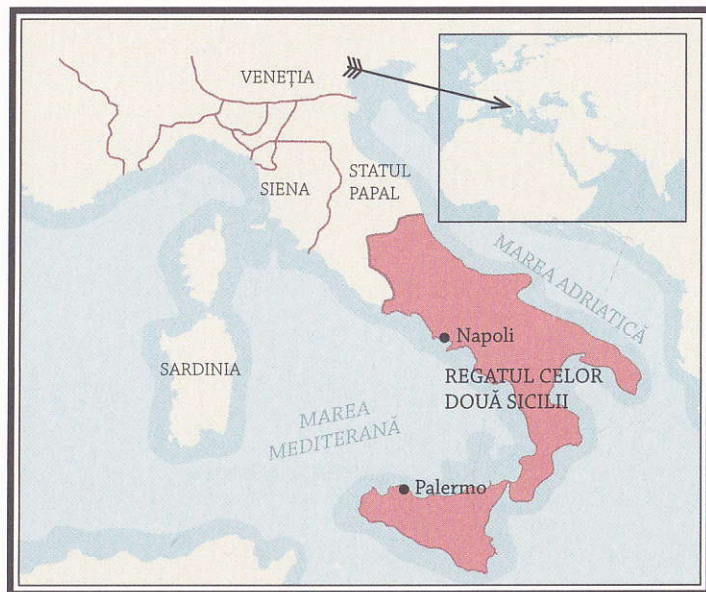 VENEȚIA
SIENA
STATUL
PAPAL
MAREA ADRIATICĂ
Napoli
SARDINIA
REGATUL CELOR
DOUĂ SICILII
MAREA
MEDITERANĂ
Palermo